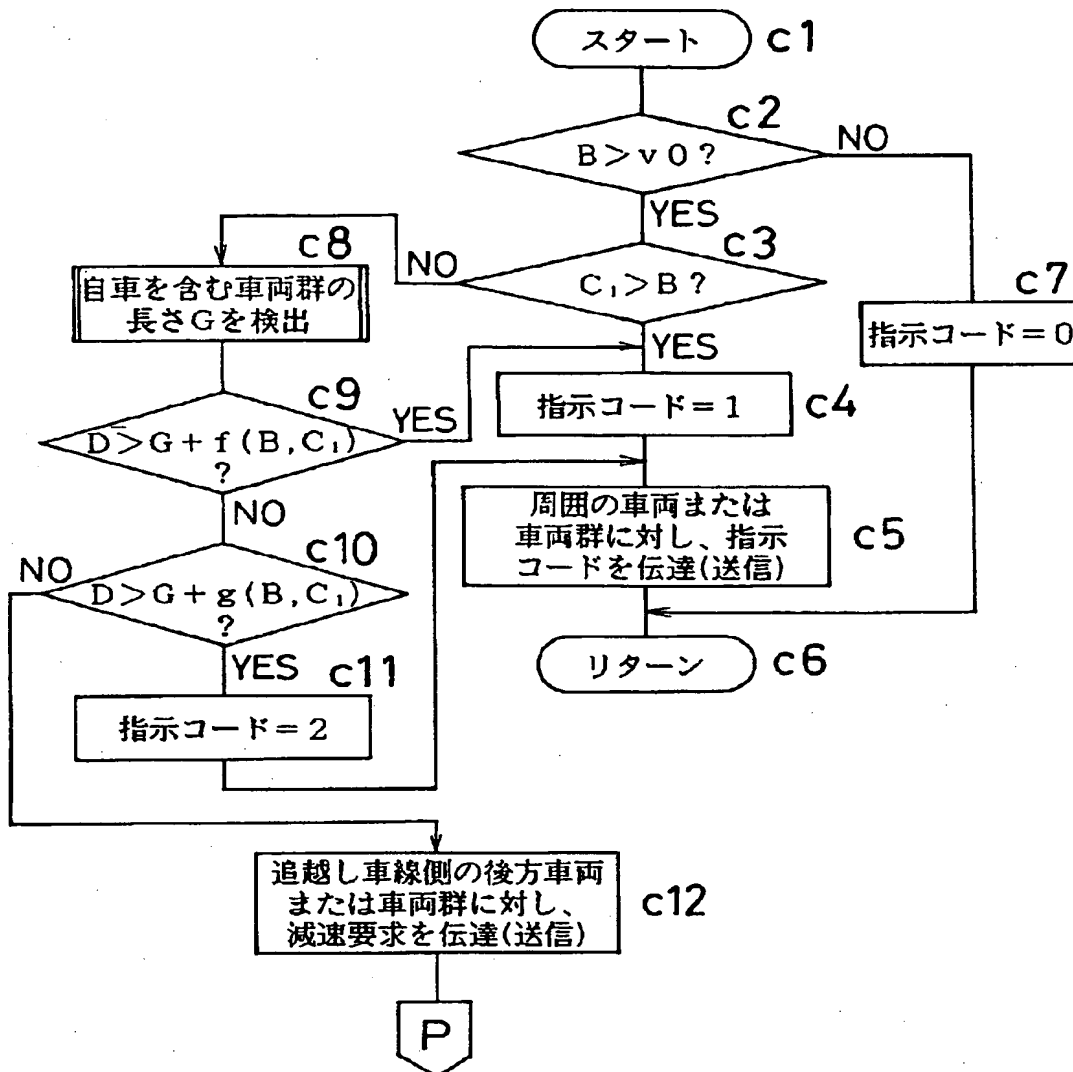 スタート
c1
c2
B>v0?
NO
YES
c3
C₁>B?
NO
YES
c7
指示コード=0
c8
自車を含む車両群の
長さGを検出
指示コード=1
c4
c9
D>G+f(B,C₁)
?
YES
NO
周囲の車両または
車両群に対し、指示
コードを伝達(送信)
c5
c10
NO
D>G+g(B,C₁)
?
YES
リターン
c6
c11
指示コード=2
追越し車線側の後方車両
または車両群に対し、
減速要求を伝達(送信)
c12
P